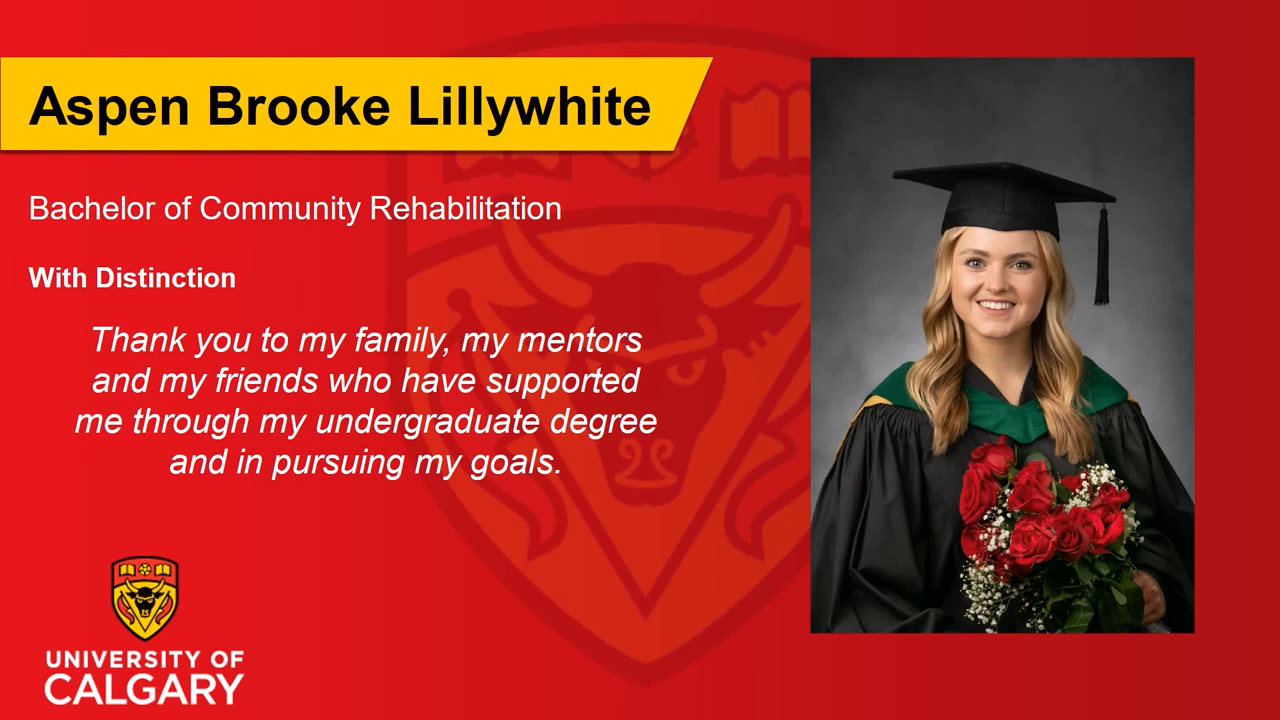 Aspen Brooke Lillywhite
Bachelor of Community Rehabilitation
With Distinction
Thank you to my family, my mentors
and my friends who have supported
me through my undergraduate degree
and in pursuing my goals.
UNIVERSITY OF
CALGARY